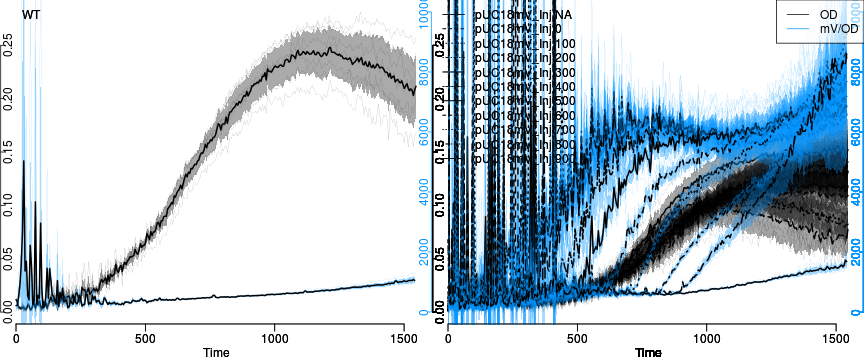 WT
0.00 0.05 0.10 0.15 0.20 0.25
0 500 1000 1500
Time
0 2000 4000 6000 8000 10000
pUC18mV_Inj:NA
pUC18mV_Inj:0
pUC18mV_Inj:100
pUC18mV_Inj:200
pUC18mV_Inj:300
pUC18mV_Inj:400
pUC18mV_Inj:500
pUC18mV_Inj:600
pUC18mV_Inj:700
pUC18mV_Inj:800
pUC18mV_Inj:900
OD
mV/OD
0.00 0.05 0.10 0.15 0.20 0.25
0 500 1000 1500
Time
0 2000 4000 6000 8000